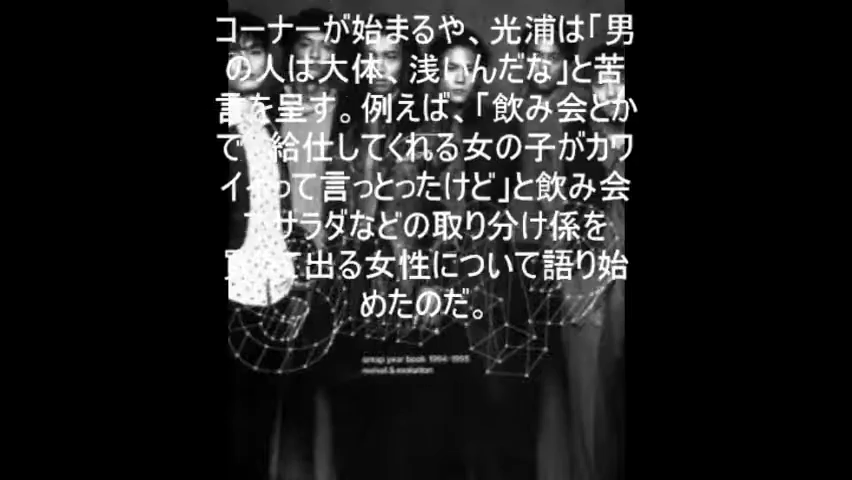 コーナーが始まるや、光浦は「男
の人は大体、浅いんだな」と苦
言を呈す。例えば、「飲み会とか
で 給仕してくれる女の子がカワ
イイって言っとったけど」と飲み会
でサラダなどの取り分け係を
に出る女性について語り始
めたのだ。
smap year book 1994-1995